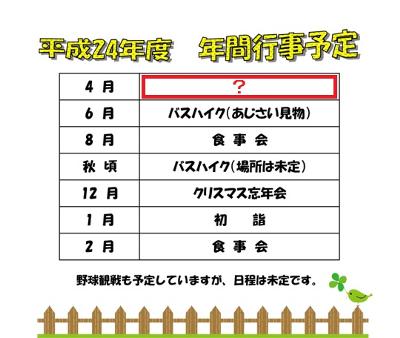 平成24年度 年間行事予定
4 月 ?
6 月 バスハイク(あじさい見物)
8 月 食 事 会
秋 頃 バスハイク(場所は未定)
12 月 クリスマス忘年会
1 月 初 詣
2 月 食 事 会
野球観戦も予定していますが、日程は未定です。